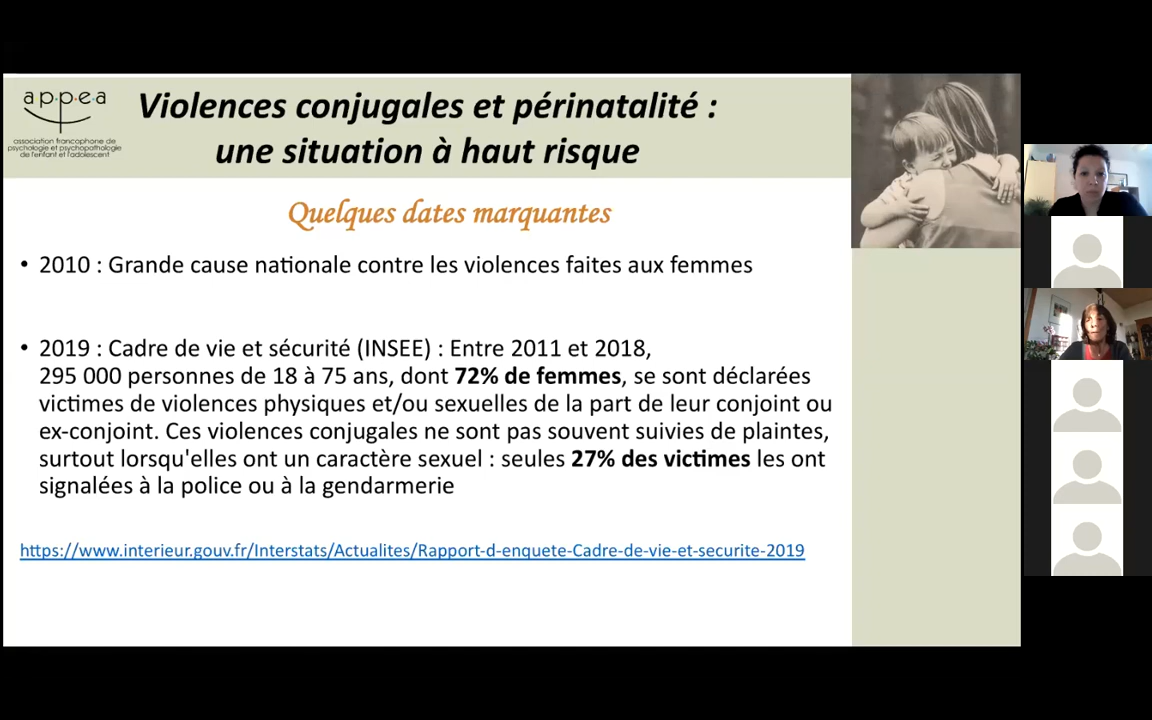 appea
association francophone de
psychologie et psychopathologie
de l'enfant et l'adolescent
Violences conjugales et périnatalité :
une situation à haut risque
Quelques dates marquantes
• 2010 : Grande cause nationale contre les violences faites aux femmes
• 2019 : Cadre de vie et sécurité (INSEE) : Entre 2011 et 2018,
295 000 personnes de 18 à 75 ans, dont 72% de femmes, se sont déclarées
victimes de violences physiques et/ou sexuelles de la part de leur conjoint ou
ex-conjoint. Ces violences conjugales ne sont pas souvent suivies de plaintes,
surtout lorsqu'elles ont un caractère sexuel : seules 27% des victimes les ont
signalées à la police ou à la gendarmerie
https://www.interieur.gouv.fr/Interstats/Actualites/Rapport-d-enquete-Cadre-de-vie-et-securite-2019